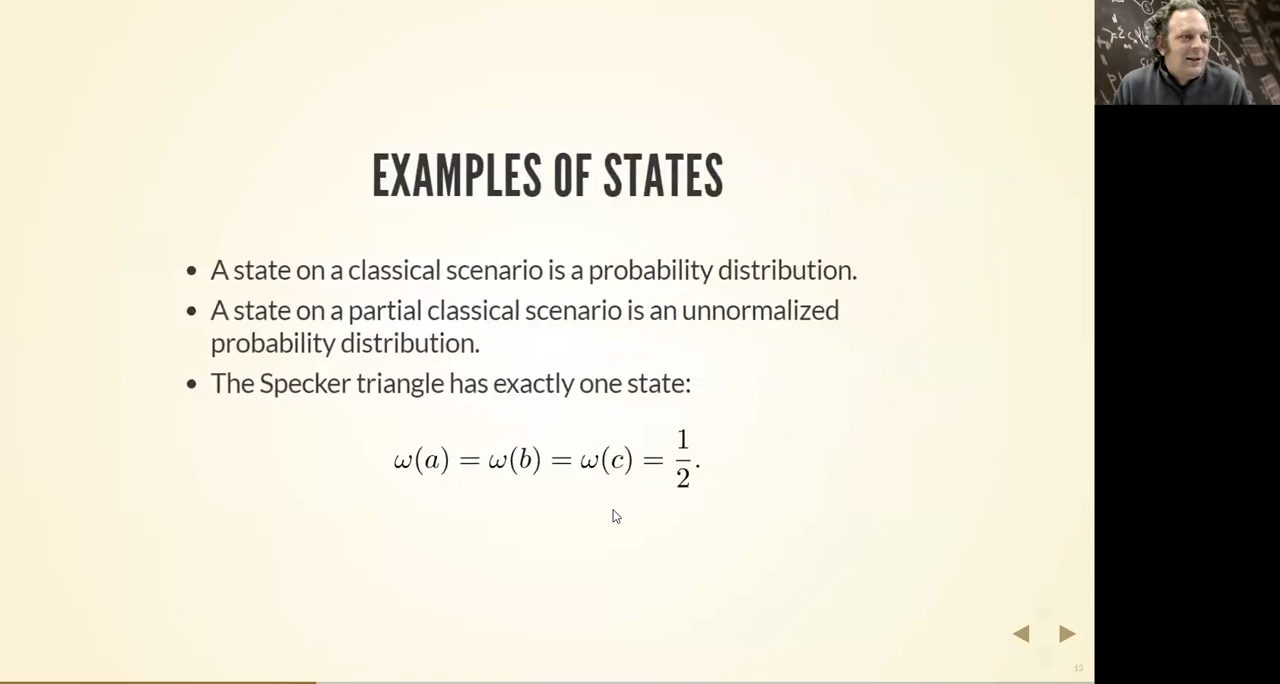 EXAMPLES OF STATES
• A state on a classical scenario is a probability distribution.
• A state on a partial classical scenario is an unnormalized
probability distribution.
• The Specker triangle has exactly one state:
ω(a) = ω(b) = ω(c) = 1/2.